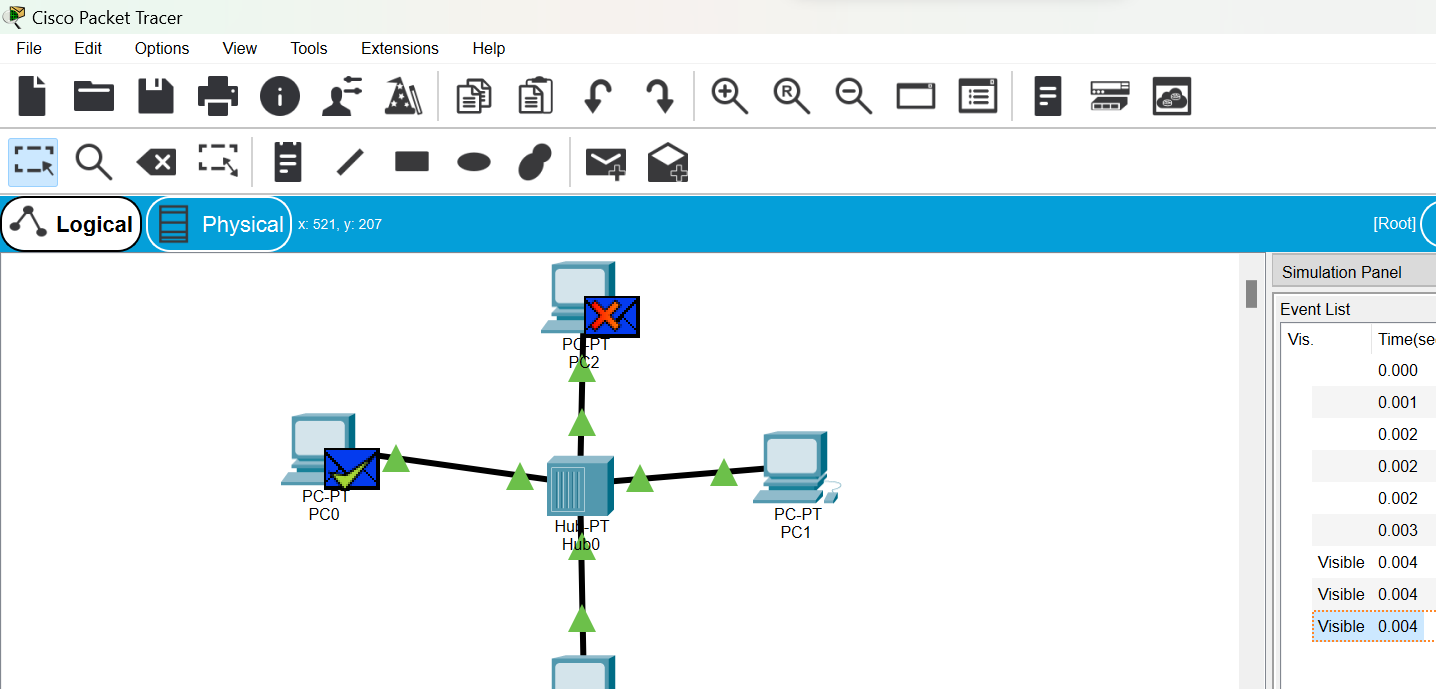 Cisco Packet Tracer
File Edit Options View Tools Extensions Help
R
Logical Physical x: 521, y: 207 [Root]
Simulation Panel
Event List
Vis. Time(se
0.000
0.001
0.002
0.002
0.002
0.003
Visible 0.004
Visible 0.004
Visible 0.004
PC-PT
PC2
PC-PT
PC0
PC-PT
PC1
Hub-PT
Hub0